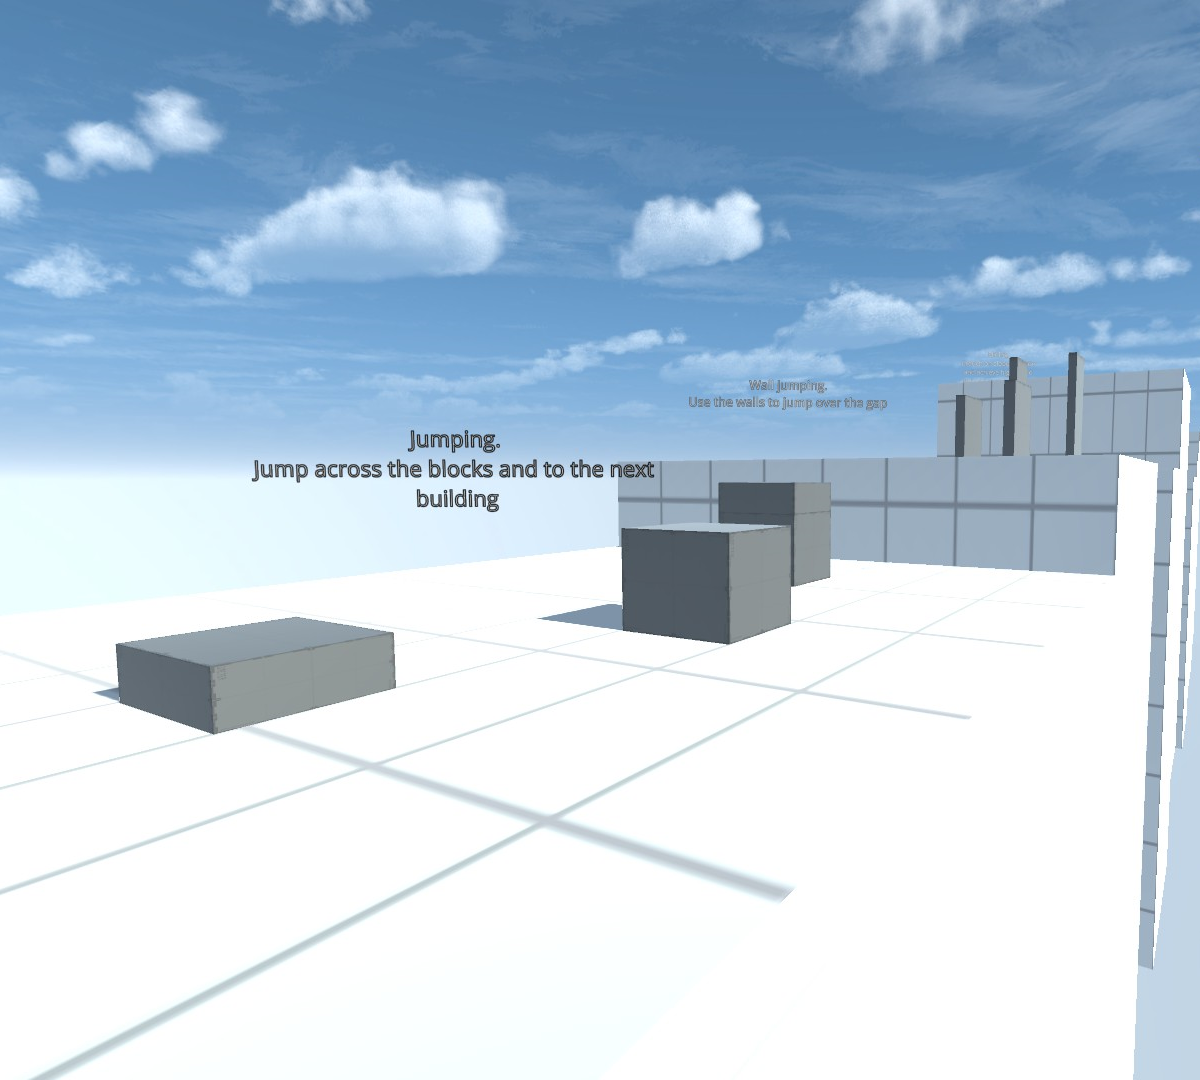 Wall jumping.
Use the walls to jump over the gap
Jumping.
Jump across the blocks and to the next
building